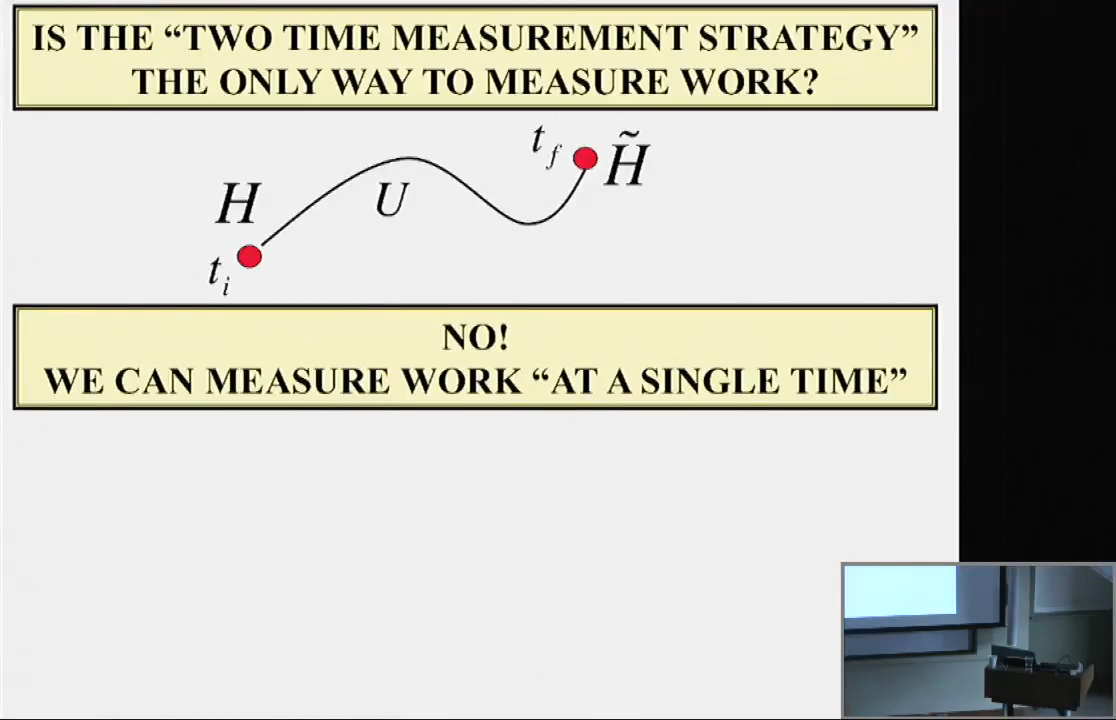 IS THE “TWO TIME MEASUREMENT STRATEGY”
THE ONLY WAY TO MEASURE WORK?
t_f H̃
H U
t_i
NO!
WE CAN MEASURE WORK “AT A SINGLE TIME”